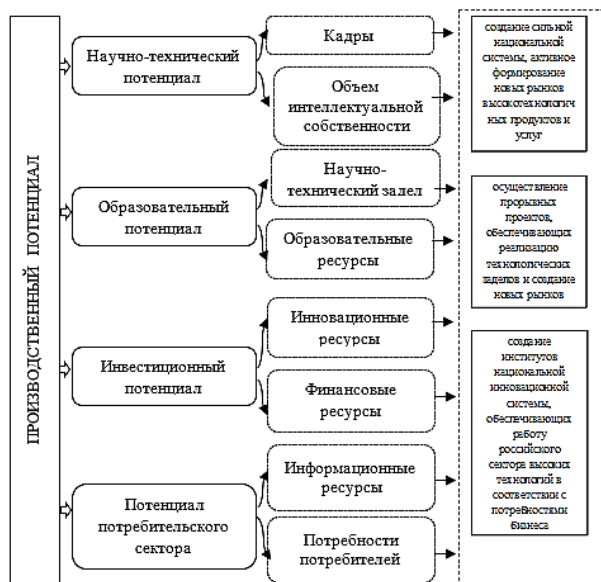 ПРОИЗВОДСТВЕННЫЙ ПОТЕНЦИАЛ
Научно-технический
потенциал
Кадры
Объем
интеллектуальной
собственности
Образовательный
потенциал
Научно-
технический задел
Образовательные
ресурсы
Инвестиционный
потенциал
Инновационные
ресурсы
Финансовые
ресурсы
Потенциал
потребительского
сектора
Информационные
ресурсы
Потребности
потребителей
создание сильной
национальной
системы, активное
формирование
новых рынков
высокотехнологич
ных продуктов и
услуг
осуществление
прорывных
проектов,
обеспечивающих
реализацию
технологических
заделов и создание
новых рынков
создание
институтов
национальной
инновационной
системы,
обеспечивающих
работу
российского
сектора высоких
технологий в
соответствии с
потребностями
бизнеса